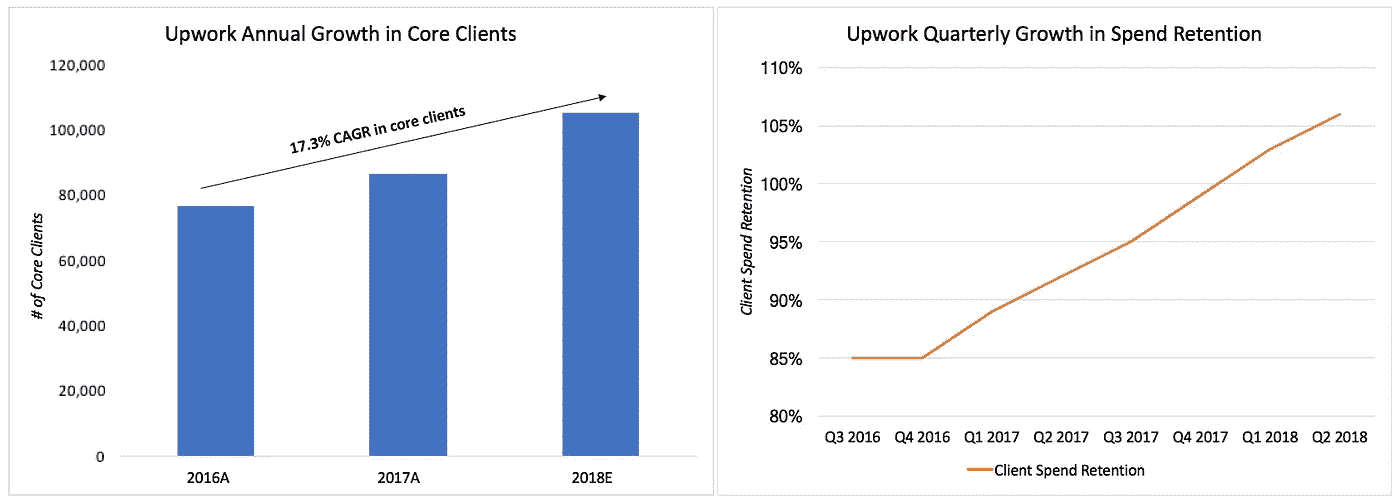 Upwork Annual Growth in Core Clients
120,000
100,000
80,000
60,000
40,000
20,000
0
# of Core Clients
17.3% CAGR in core clients
2016A
2017A
2018E
Upwork Quarterly Growth in Spend Retention
110%
105%
100%
95%
90%
85%
80%
Client Spend Retention
Q3 2016
Q4 2016
Q1 2017
Q2 2017
Q3 2017
Q4 2017
Q1 2018
Q2 2018
Client Spend Retention